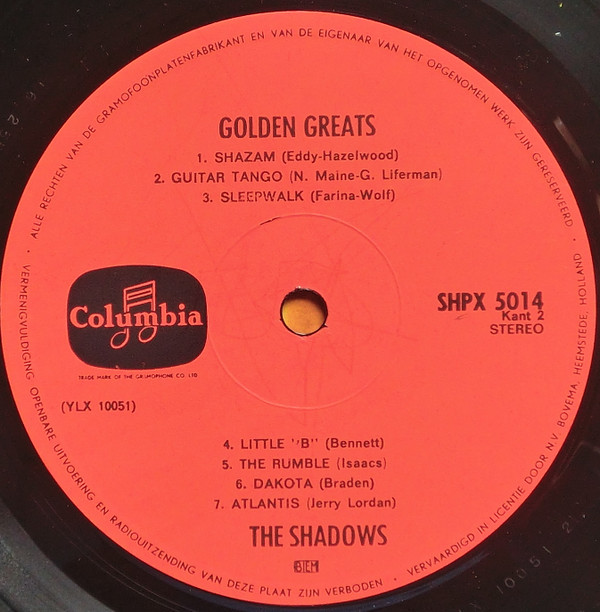 ALLE RECHTEN VAN DE GRAMOFOONPLATENFABRIKANT EN VAN DE EIGENAAR VAN HET OPGENOMEN WERK ZIJN GERESERVEERD
GOLDEN GREATS
1. SHAZAM (Eddy-Hazelwood)
2. GUITAR TANGO (N. Maine-G. Liferman)
3. SLEEPWALK (Farina-Wolf)
Columbia
TRADE MARK OF THE GRAMOPHONE CO. LTD
SHPX 5014
Kant 2
STEREO
(YLX 10051)
4. LITTLE "B" (Bennett)
5. THE RUMBLE (Isaacs)
6. DAKOTA (Braden)
7. ATLANTIS (Jerry Lordan)
THE SHADOWS
BIEM
VERMENIGVULDIGING OPENBARE UITVOERING EN RADIOUITZENDING VAN DEZE PLAAT ZIJN VERBODEN
VERVAARDIGD IN LICENTIE DOOR N.V. BOVEMA, HEEMSTEDE, HOLLAND